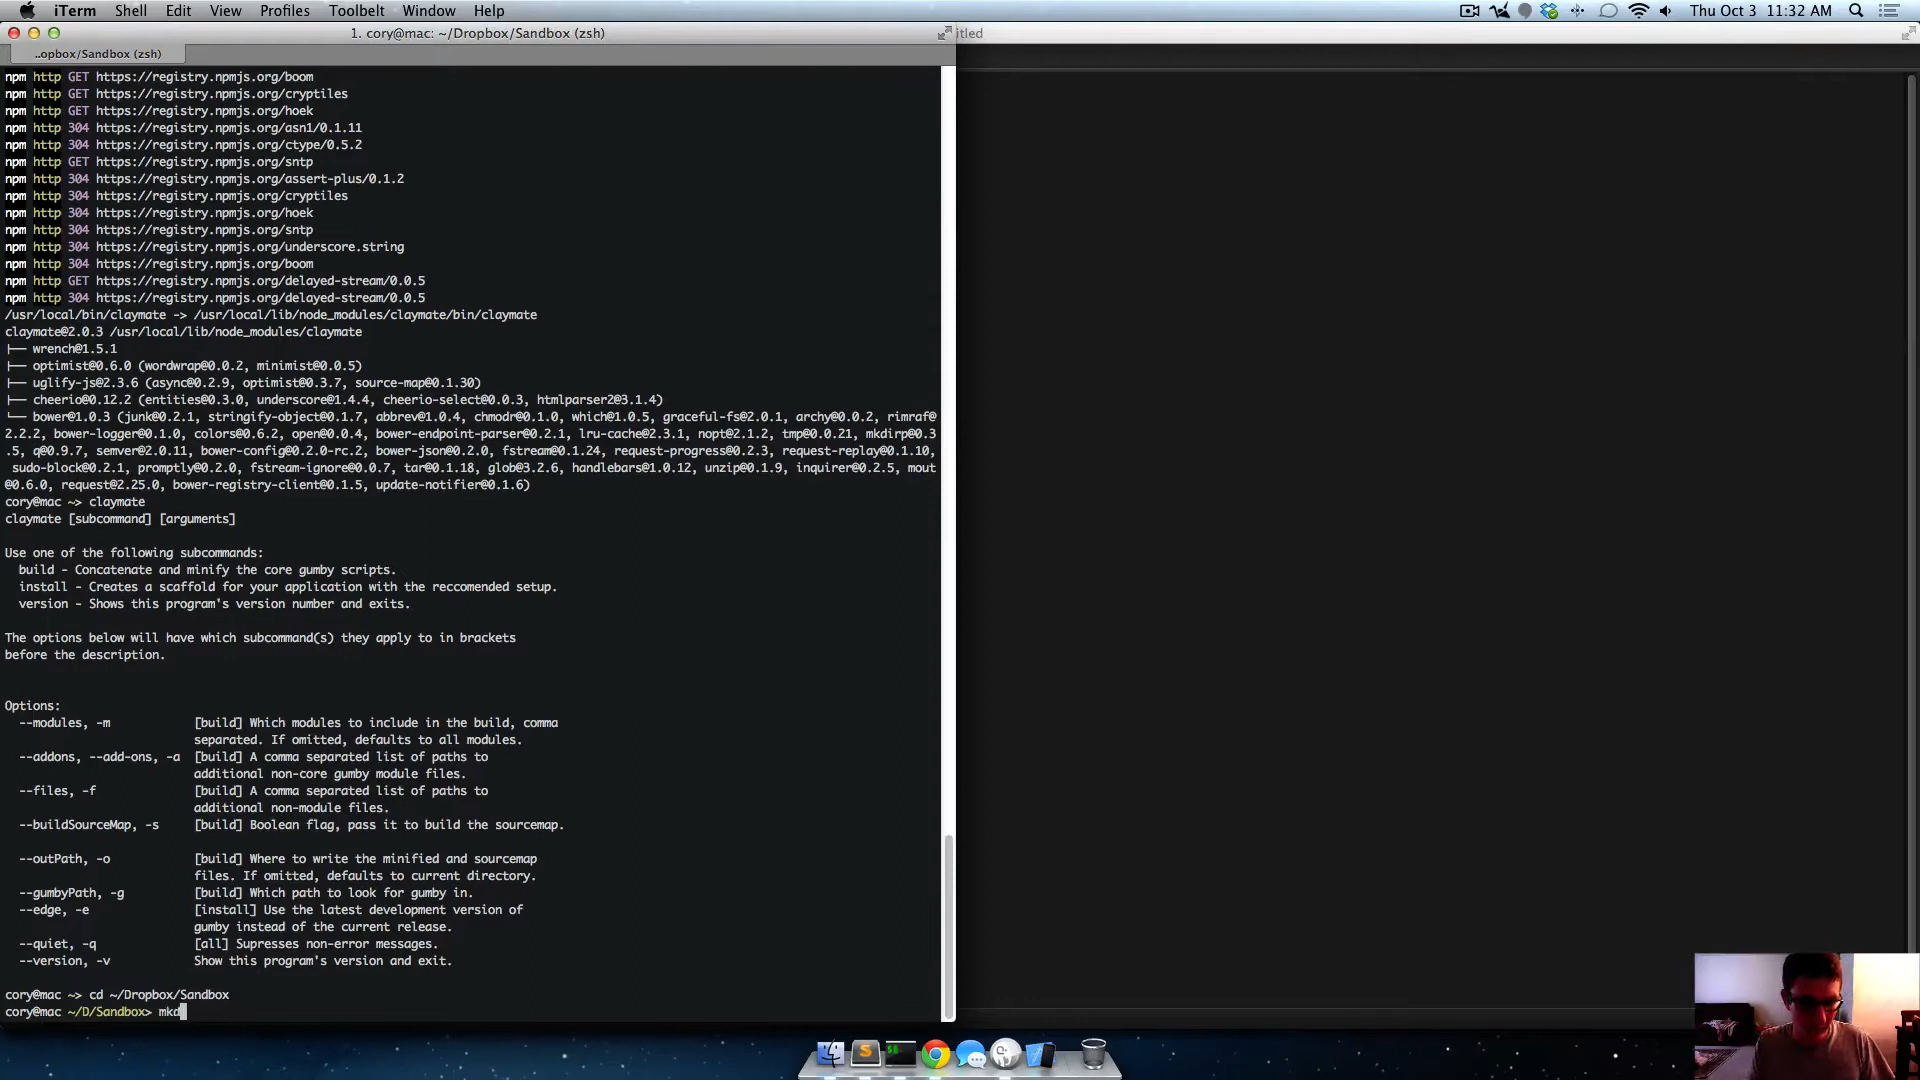 iTerm Shell Edit View Profiles Toolbelt Window Help Thu Oct 3 11:32 AM
1. cory@mac: ~/Dropbox/Sandbox (zsh)
itled
..opbox/Sandbox (zsh)
npm http GET https://registry.npmjs.org/boom
npm http GET https://registry.npmjs.org/cryptiles
npm http GET https://registry.npmjs.org/hoek
npm http 304 https://registry.npmjs.org/asn1/0.1.11
npm http 304 https://registry.npmjs.org/ctype/0.5.2
npm http GET https://registry.npmjs.org/sntp
npm http 304 https://registry.npmjs.org/assert-plus/0.1.2
npm http 304 https://registry.npmjs.org/cryptiles
npm http 304 https://registry.npmjs.org/hoek
npm http 304 https://registry.npmjs.org/sntp
npm http 304 https://registry.npmjs.org/underscore.string
npm http 304 https://registry.npmjs.org/boom
npm http GET https://registry.npmjs.org/delayed-stream/0.0.5
npm http 304 https://registry.npmjs.org/delayed-stream/0.0.5
/usr/local/bin/claymate -> /usr/local/lib/node_modules/claymate/bin/claymate
claymate@2.0.3 /usr/local/lib/node_modules/claymate
├── wrench@1.5.1
├── optimist@0.6.0 (wordwrap@0.0.2, minimist@0.0.5)
├── uglify-js@2.3.6 (async@0.2.9, optimist@0.3.7, source-map@0.1.30)
├── cheerio@0.12.2 (entities@0.3.0, underscore@1.4.4, cheerio-select@0.0.3, htmlparser2@3.1.4)
└── bower@1.0.3 (junk@0.2.1, stringify-object@0.1.7, abbrev@1.0.4, chmodr@0.1.0, which@1.0.5, graceful-fs@2.0.1, archy@0.0.2, rimraf@
2.2.2, bower-logger@0.1.0, colors@0.6.2, open@0.0.4, bower-endpoint-parser@0.2.1, lru-cache@2.3.1, nopt@2.1.2, tmp@0.0.21, mkdirp@0.3
.5, q@0.9.7, semver@2.0.11, bower-config@0.2.0-rc.2, bower-json@0.2.0, fstream@0.1.24, request-progress@0.2.3, request-replay@0.1.10,
sudo-block@0.2.1, promptly@0.2.0, fstream-ignore@0.0.7, tar@0.1.18, glob@3.2.6, handlebars@1.0.12, unzip@0.1.9, inquirer@0.2.5, mout
@0.6.0, request@2.25.0, bower-registry-client@0.1.5, update-notifier@0.1.6)
cory@mac ~> claymate
claymate [subcommand] [arguments]
Use one of the following subcommands:
build - Concatenate and minify the core gumby scripts.
install - Creates a scaffold for your application with the reccomended setup.
version - Shows this program's version number and exits.
The options below will have which subcommand(s) they apply to in brackets
before the description.
Options:
--modules, -m [build] Which modules to include in the build, comma
separated. If omitted, defaults to all modules.
--addons, --add-ons, -a [build] A comma separated list of paths to
additional non-core gumby module files.
--files, -f [build] A comma separated list of paths to
additional non-module files.
--buildSourceMap, -s [build] Boolean flag, pass it to build the sourcemap.
--outPath, -o [build] Where to write the minified and sourcemap
files. If omitted, defaults to current directory.
--gumbyPath, -g [build] Which path to look for gumby in.
--edge, -e [install] Use the latest development version of
gumby instead of the current release.
--quiet, -q [all] Supresses non-error messages.
--version, -v Show this program's version and exit.
cory@mac ~> cd ~/Dropbox/Sandbox
cory@mac ~/D/Sandbox> mkd